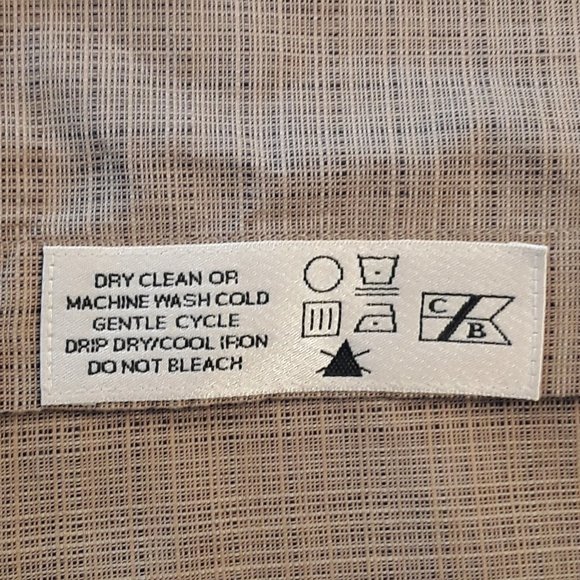 DRY CLEAN OR
MACHINE WASH COLD
GENTLE CYCLE
DRIP DRY/COOL IRON
DO NOT BLEACH
C
B